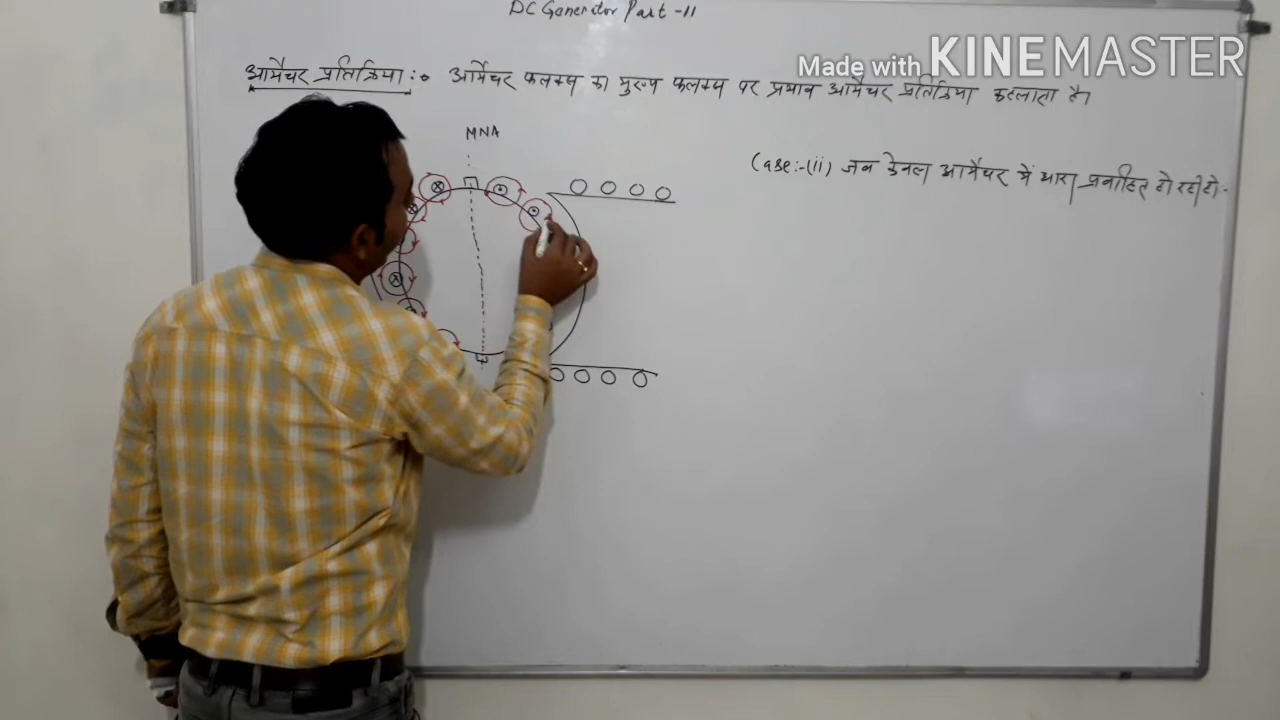 DC Generator Part-II
Made with KINEMASTER
आर्मेचर प्रतिक्रिया :• आर्मेचर फलक्स का मुख्य फलक्स पर प्रभाव आर्मेचर प्रतिक्रिया कहलाता है।
MNA
Case:-(ii) जब केवल आर्मेचर में धारा प्रवाहित हो रही हो:-